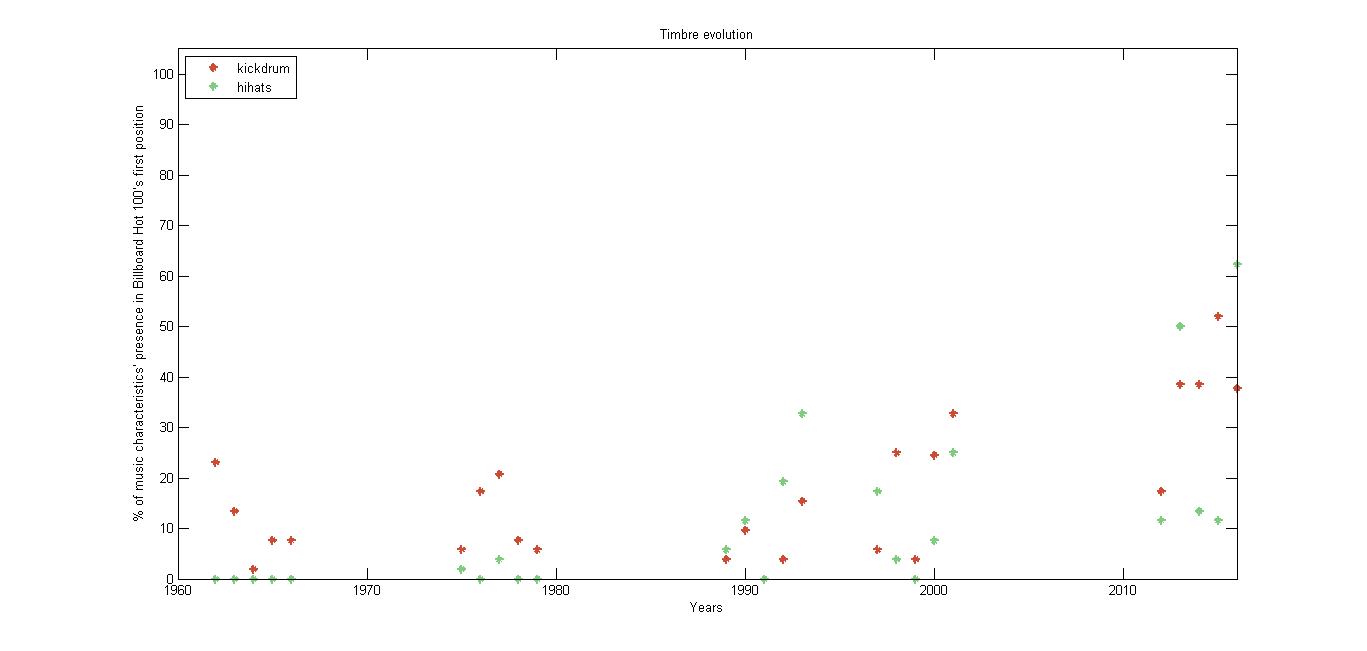 Timbre evolution
kickdrum
hihats
% of music characteristics' presence in Billboard Hot 100's first position
100
90
80
70
60
50
40
30
20
10
0
1960 1970 1980 1990 2000 2010
Years